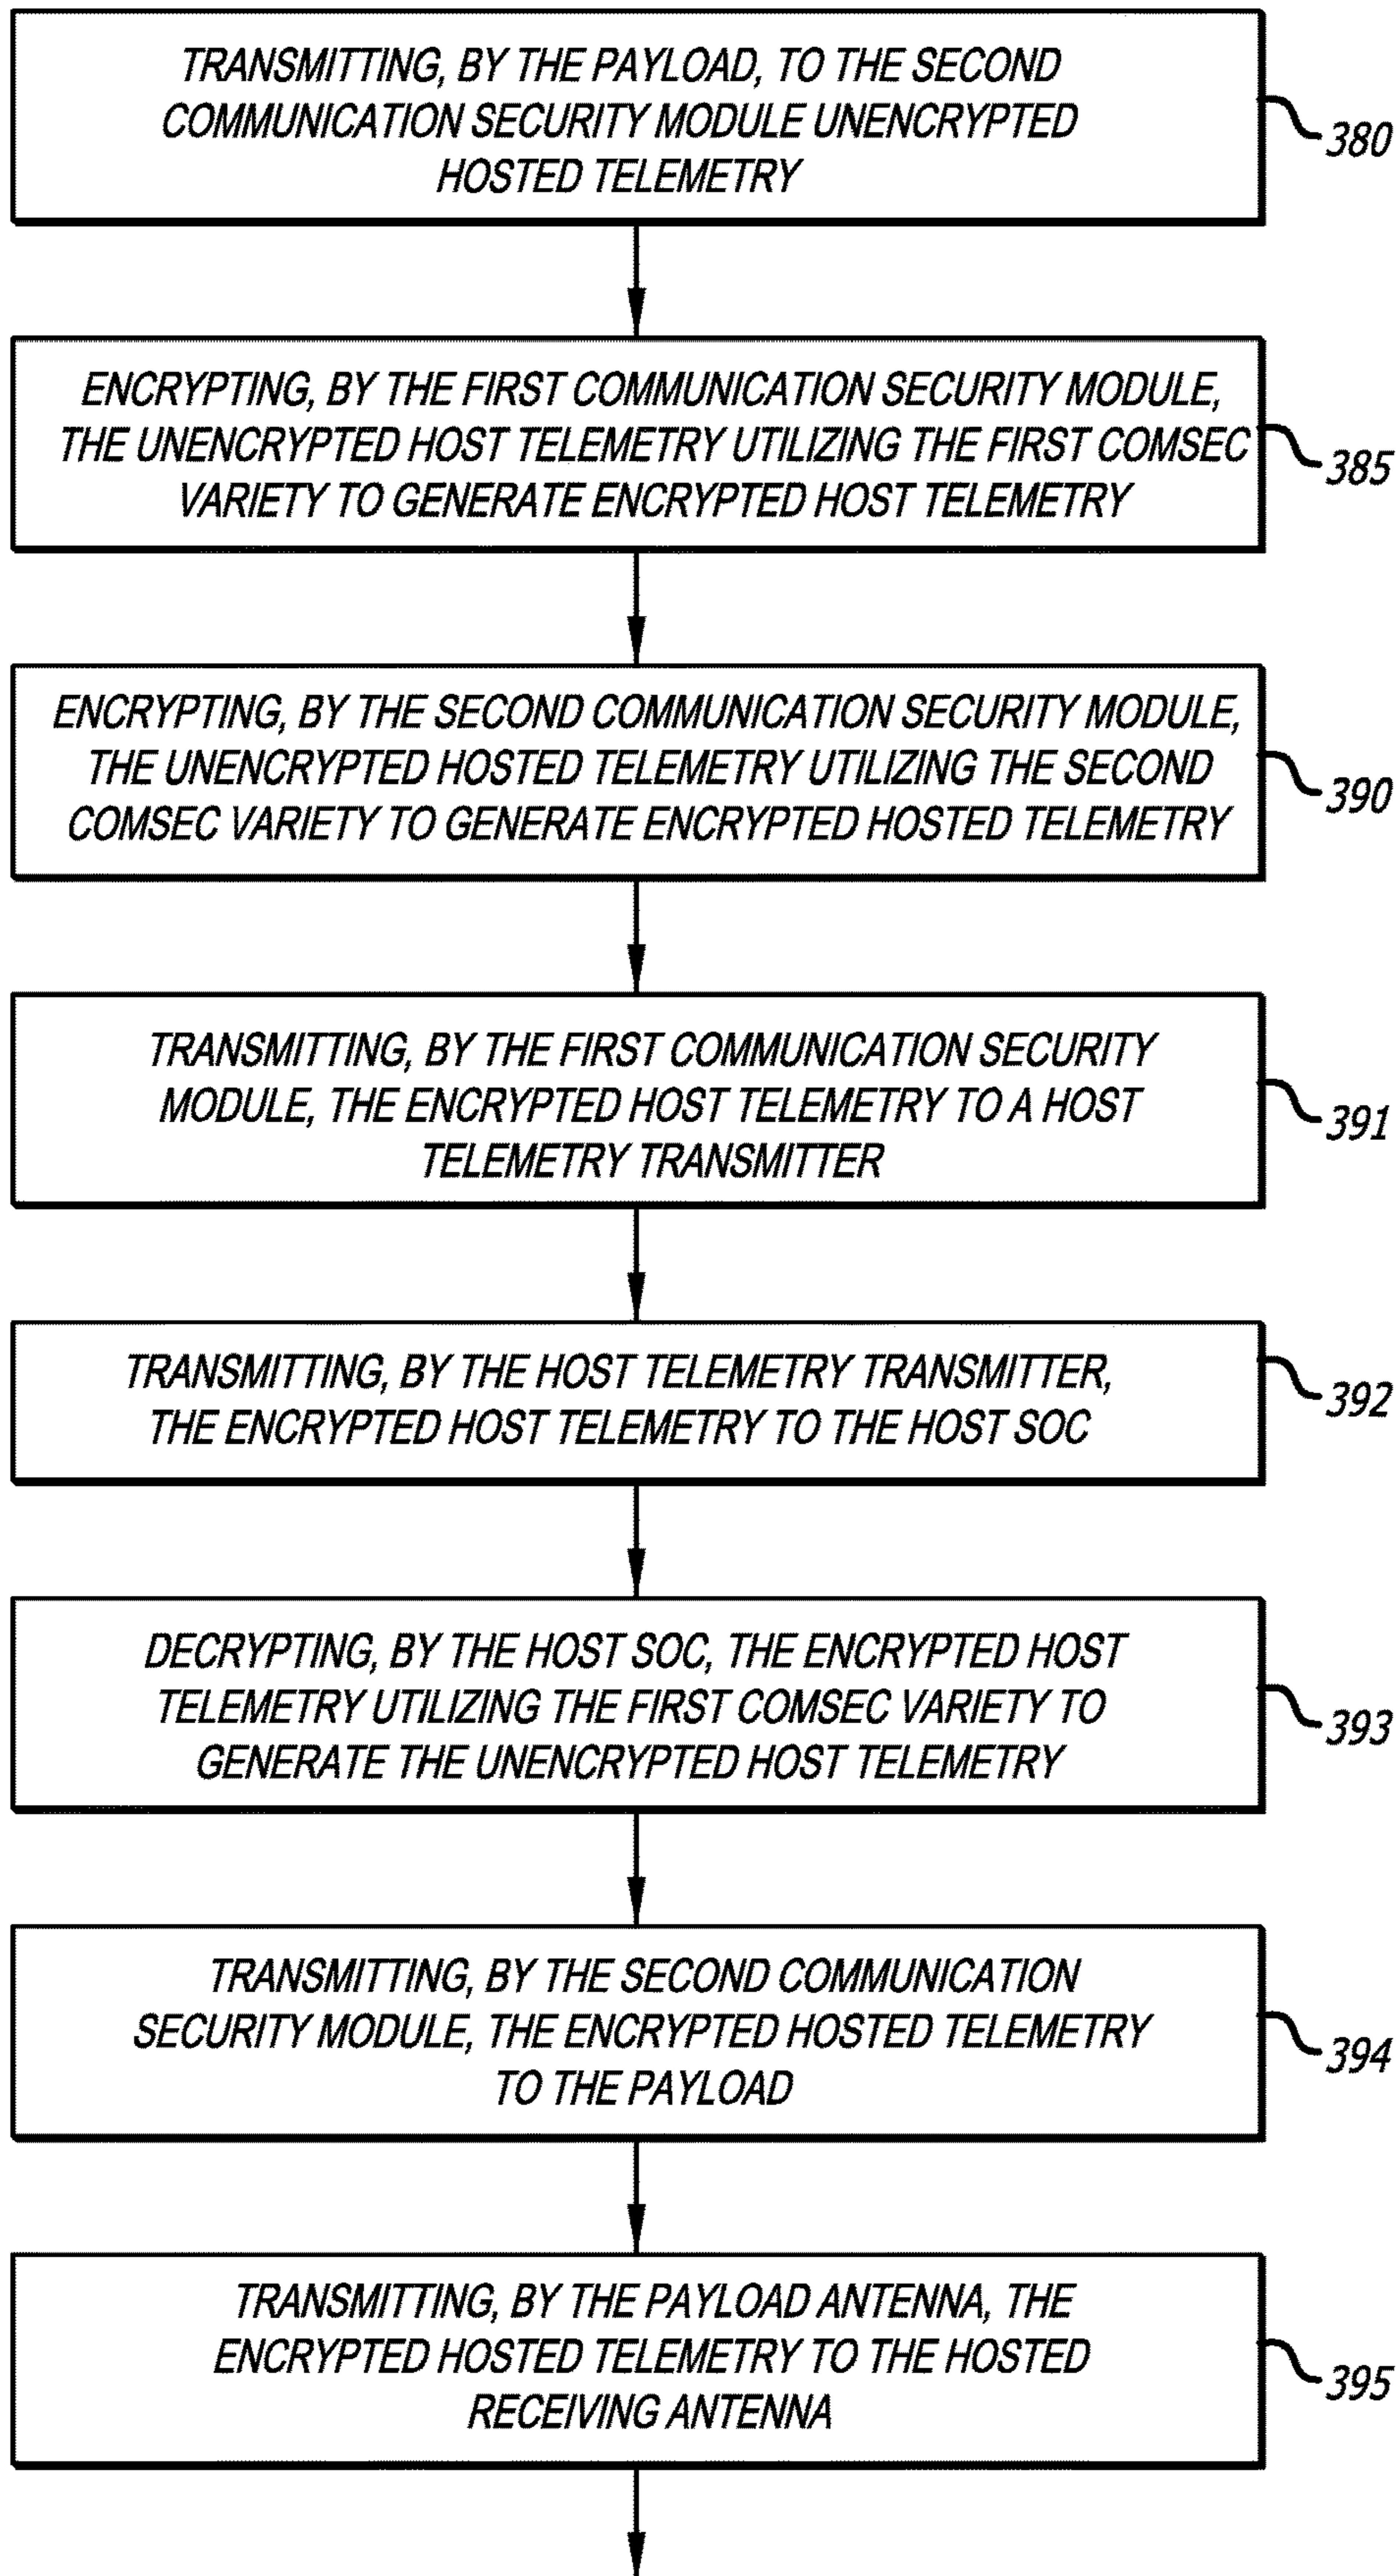 TRANSMITTING, BY THE PAYLOAD, TO THE SECOND
COMMUNICATION SECURITY MODULE UNENCRYPTED
HOSTED TELEMETRY
380
ENCRYPTING, BY THE FIRST COMMUNICATION SECURITY MODULE,
THE UNENCRYPTED HOST TELEMETRY UTILIZING THE FIRST COMSEC
VARIETY TO GENERATE ENCRYPTED HOST TELEMETRY
385
ENCRYPTING, BY THE SECOND COMMUNICATION SECURITY MODULE,
THE UNENCRYPTED HOSTED TELEMETRY UTILIZING THE SECOND
COMSEC VARIETY TO GENERATE ENCRYPTED HOSTED TELEMETRY
390
TRANSMITTING, BY THE FIRST COMMUNICATION SECURITY
MODULE, THE ENCRYPTED HOST TELEMETRY TO A HOST
TELEMETRY TRANSMITTER
391
TRANSMITTING, BY THE HOST TELEMETRY TRANSMITTER,
THE ENCRYPTED HOST TELEMETRY TO THE HOST SOC
392
DECRYPTING, BY THE HOST SOC, THE ENCRYPTED HOST
TELEMETRY UTILIZING THE FIRST COMSEC VARIETY TO
GENERATE THE UNENCRYPTED HOST TELEMETRY
393
TRANSMITTING, BY THE SECOND COMMUNICATION
SECURITY MODULE, THE ENCRYPTED HOSTED TELEMETRY
TO THE PAYLOAD
394
TRANSMITTING, BY THE PAYLOAD ANTENNA, THE
ENCRYPTED HOSTED TELEMETRY TO THE HOSTED
RECEIVING ANTENNA
395